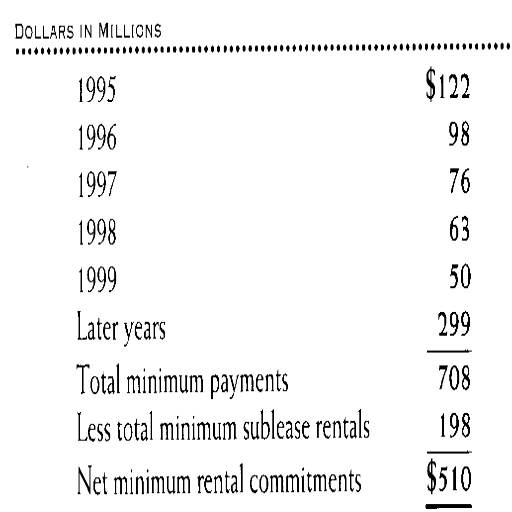 DOLLARS IN MILLIONS
1995 $122
1996 98
1997 76
1998 63
1999 50
Later years 299
Total minimum payments 708
Less total minimum sublease rentals 198
Net minimum rental commitments $510